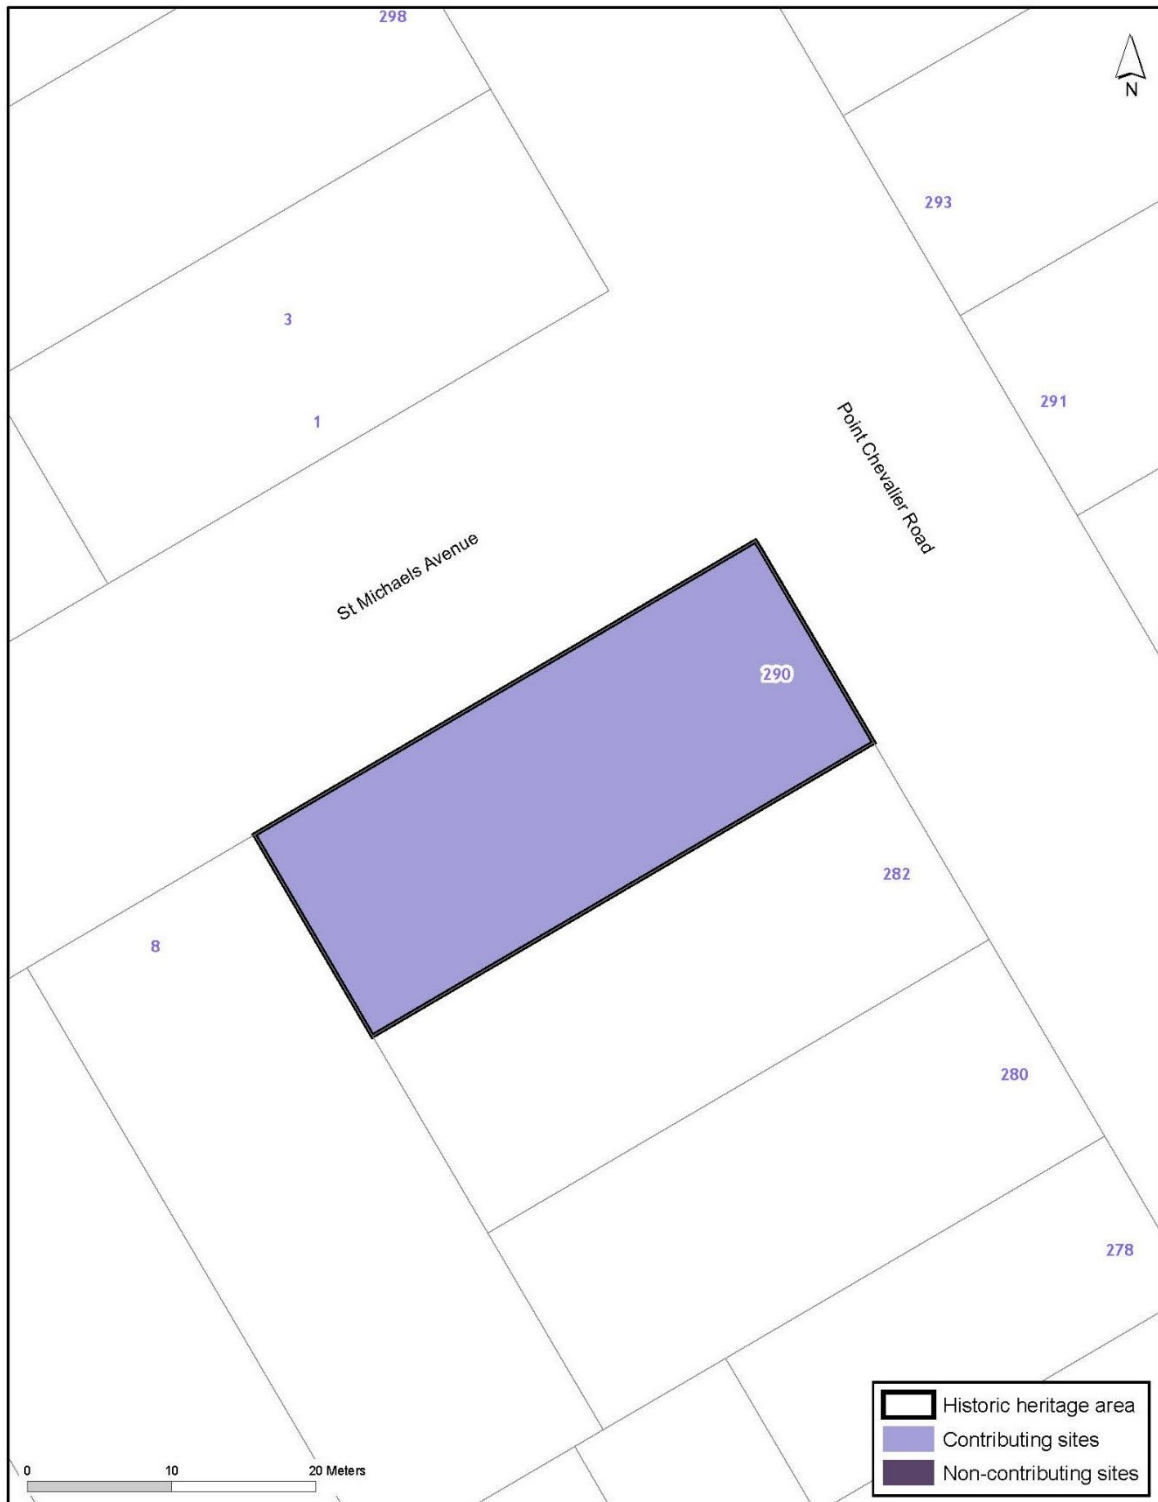 298
N
293
3
291
1
Point Chevalier Road
St Michaels Avenue
290
282
8
280
278
Historic heritage area
Contributing sites
Non-contributing sites
0 10 20 Meters